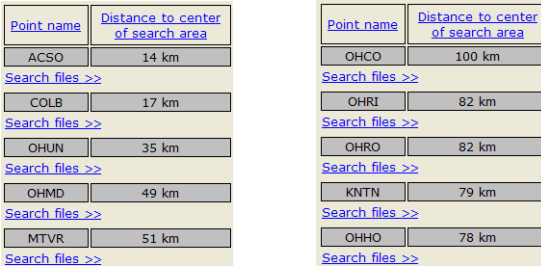 Point name Distance to center
of search area
ACSO 14 km
Search files >>
COLB 17 km
Search files >>
OHUN 35 km
Search files >>
OHMD 49 km
Search files >>
MTVR 51 km
Search files >>
Point name Distance to center
of search area
OHCO 100 km
Search files >>
OHRI 82 km
Search files >>
OHRO 82 km
Search files >>
KNTN 79 km
Search files >>
OHHO 78 km
Search files >>